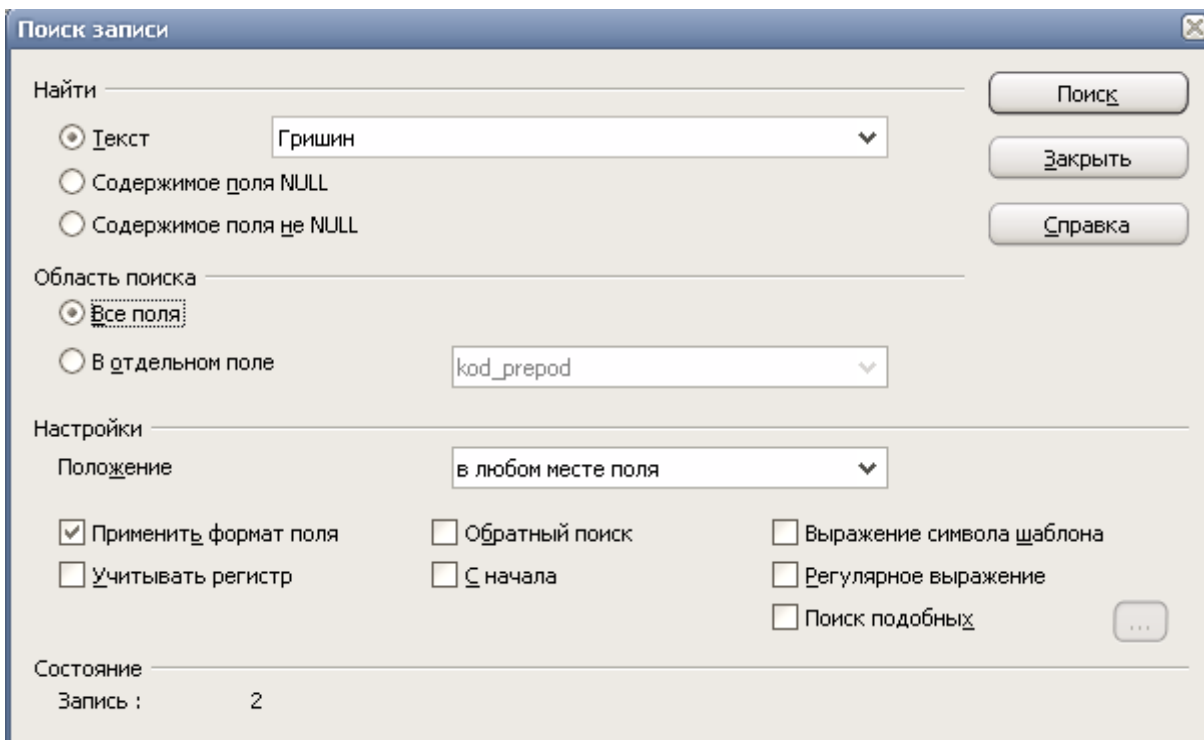 Поиск записи
Найти
Поиск
Текст Гришин
Закрыть
Содержимое поля NULL
Содержимое поля не NULL
Справка
Область поиска
Все поля
В отдельном поле kod_prepod
Настройки
Положение в любом месте поля
Применить формат поля Обратный поиск Выражение символа шаблона
Учитывать регистр С начала Регулярное выражение
Поиск подобных ...
Состояние
Запись : 2